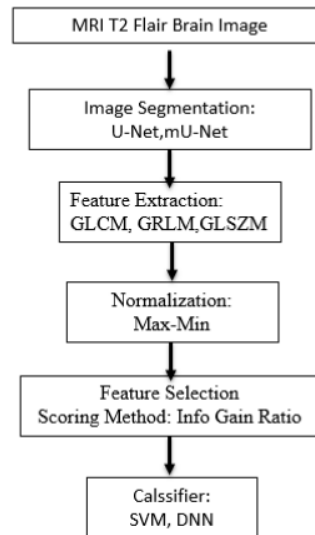 MRI T2 Flair Brain Image
Image Segmentation:
U-Net,mU-Net
Feature Extraction:
GLCM, GRLM,GLSZM
Normalization:
Max-Min
Feature Selection
Scoring Method: Info Gain Ratio
Calssifier:
SVM, DNN